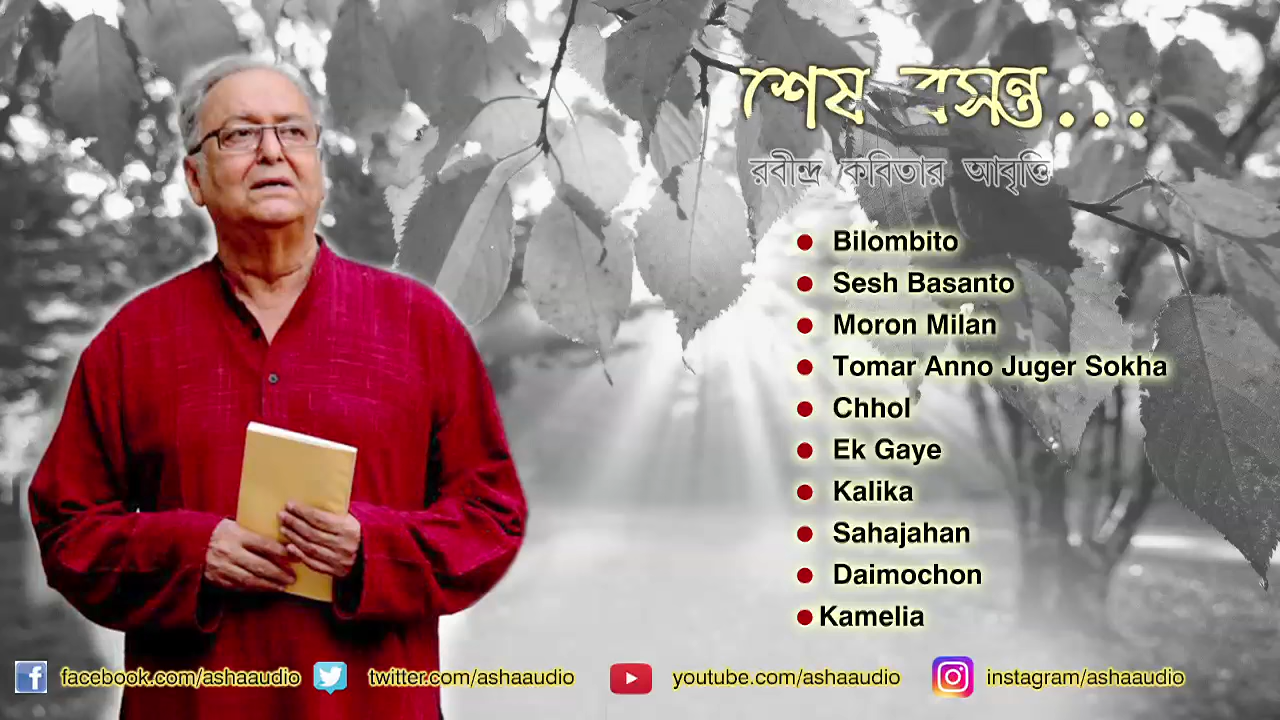 শেষ বসন্ত...
রবীন্দ্র কবিতার আবৃত্তি
Bilombito
Sesh Basanto
Moron Milan
Tomar Anno Juger Sokha
Chhol
Ek Gaye
Kalika
Sahajahan
Daimochon
Kamelia
facebook.com/ashaaudio twitter.com/ashaaudio youtube.com/ashaaudio instagram/ashaaudio